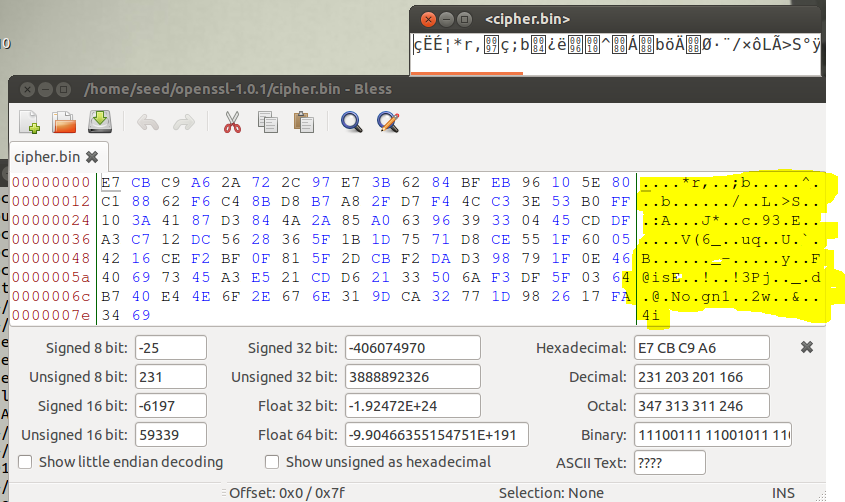 <cipher.bin>
/home/seed/openssl-1.0.1/cipher.bin - Bless
cipher.bin
00000000 E7 CB C9 A6 2A 72 2C 97 E7 3B 62 84 BF EB 96 10 5E 80 ....*r,..;b.....^.
00000012 C1 88 62 F6 C4 8B D8 B7 A8 2F D7 F4 4C C3 3E 53 B0 FF ..b....../..L.>S..
00000024 10 3A 41 87 D3 84 4A 2A 85 A0 63 96 39 33 04 45 CD DF .:A...J*..c.93.E..
00000036 A3 C7 12 DC 56 28 36 5F 1B 1D 75 71 D8 CE 55 1F 60 05 ....V(6_..uq..U.`.
00000048 42 16 CE F2 BF 0F 81 5F 2D CB F2 DA D3 98 79 1F 0E 46 B......_-.....y..F
0000005a 40 69 73 45 A3 E5 21 CD D6 21 33 50 6A F3 DF 5F 03 64 @isE..!..!3Pj.._.d
0000006c B7 40 E4 4E 6F 2E 67 6E 31 9D CA 32 77 1D 98 26 17 FA .@.No.gn1..2w..&..
0000007e 34 69 4i
Signed 8 bit: -25 Signed 32 bit: -406074970 Hexadecimal: E7 CB C9 A6
Unsigned 8 bit: 231 Unsigned 32 bit: 3888892326 Decimal: 231 203 201 166
Signed 16 bit: -6197 Float 32 bit: -1.92472E+24 Octal: 347 313 311 246
Unsigned 16 bit: 59339 Float 64 bit: -9.90466355154751E+191 Binary: 11100111 11001011 110
Show little endian decoding Show unsigned as hexadecimal ASCII Text: ????
Offset: 0x0 / 0x7f Selection: None INS